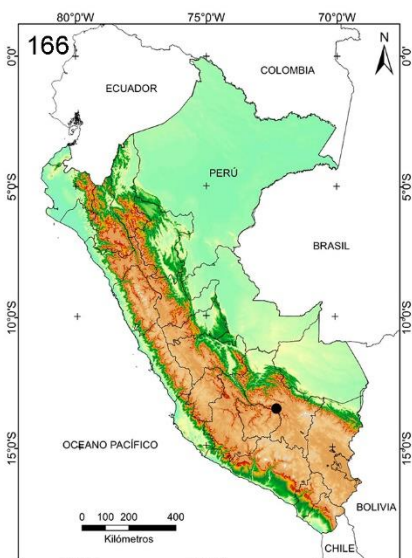 80°0'W
75°0'W
70°0'W
166
N
0°0'
0°0'
COLOMBIA
ECUADOR
PERÚ
5°0'S
5°0'S
BRASIL
10°0'S
10°0'S
15°0'S
15°0'S
OCEANO PACÍFICO
BOLIVIA
0 100 200 400
Kilómetros
CHILE